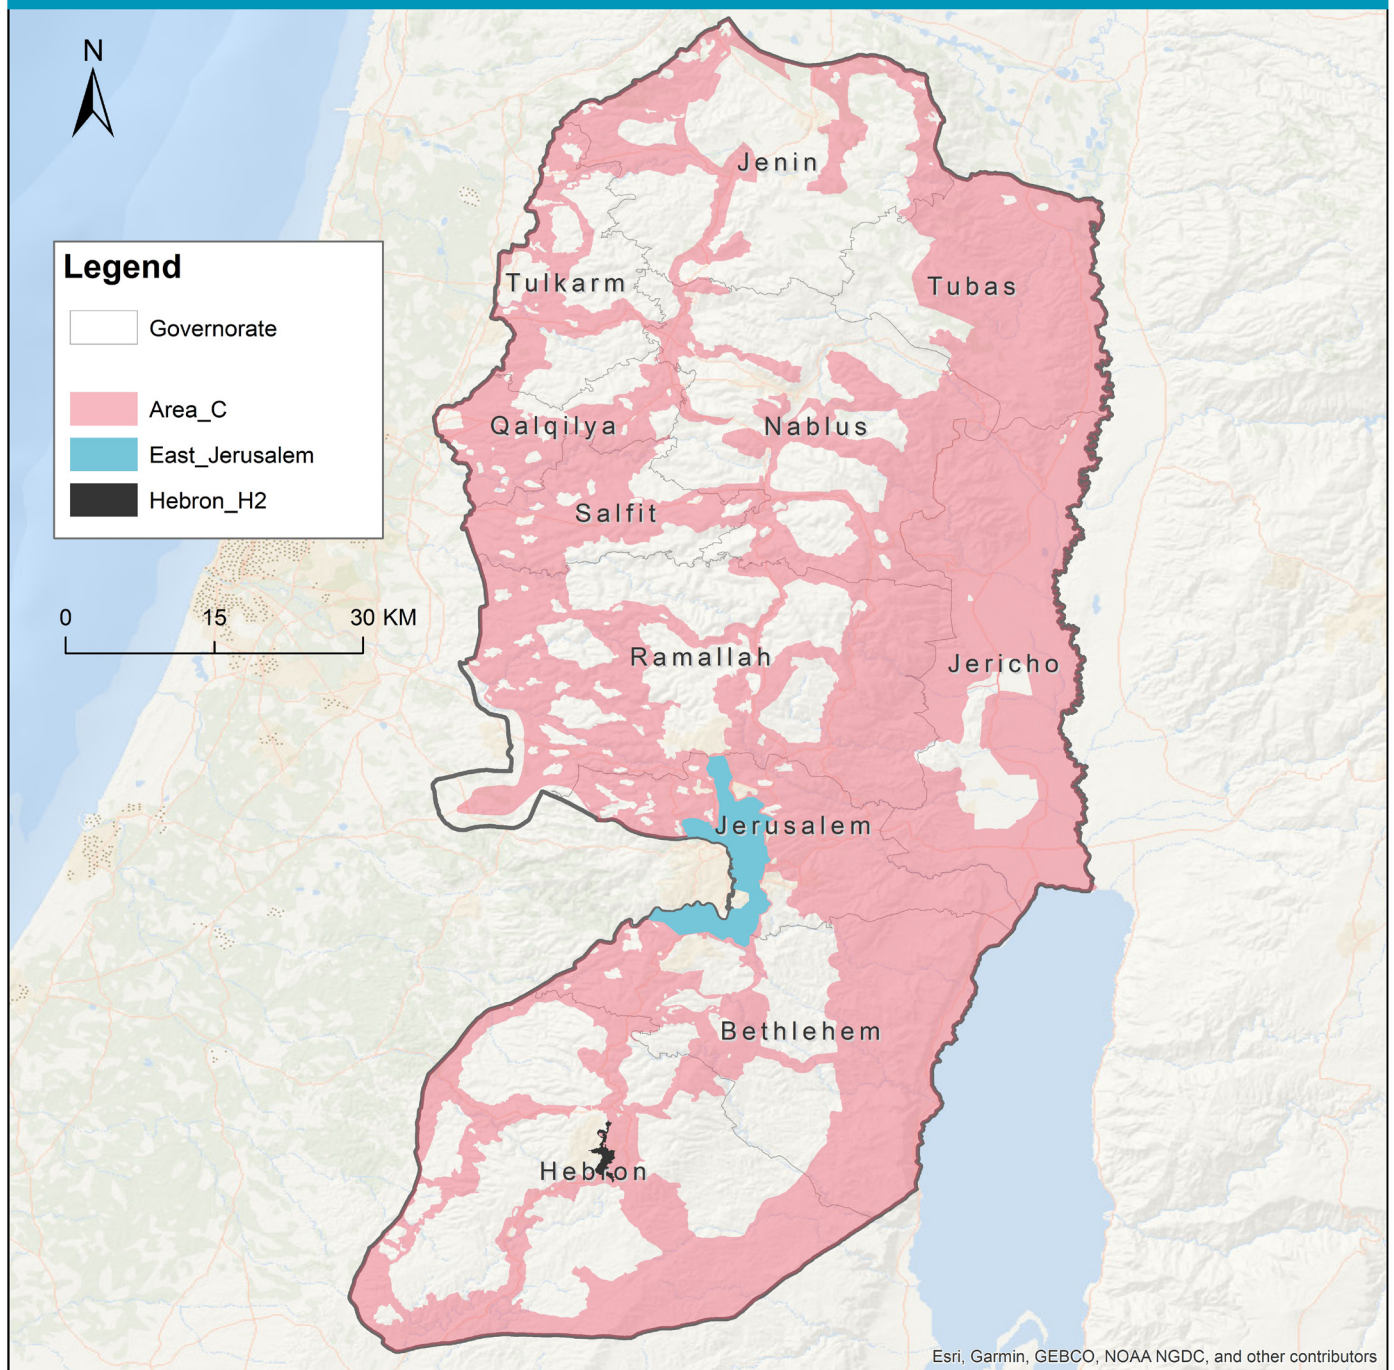 N
Legend
Governorate
Area_C
East_Jerusalem
Hebron_H2
0 15 30 KM
Jenin
Tulkarm
Tubas
Qalqilya
Nablus
Salfit
Ramallah
Jericho
Jerusalem
Bethlehem
Hebron
Esri, Garmin, GEBCO, NOAA NGDC, and other contributors